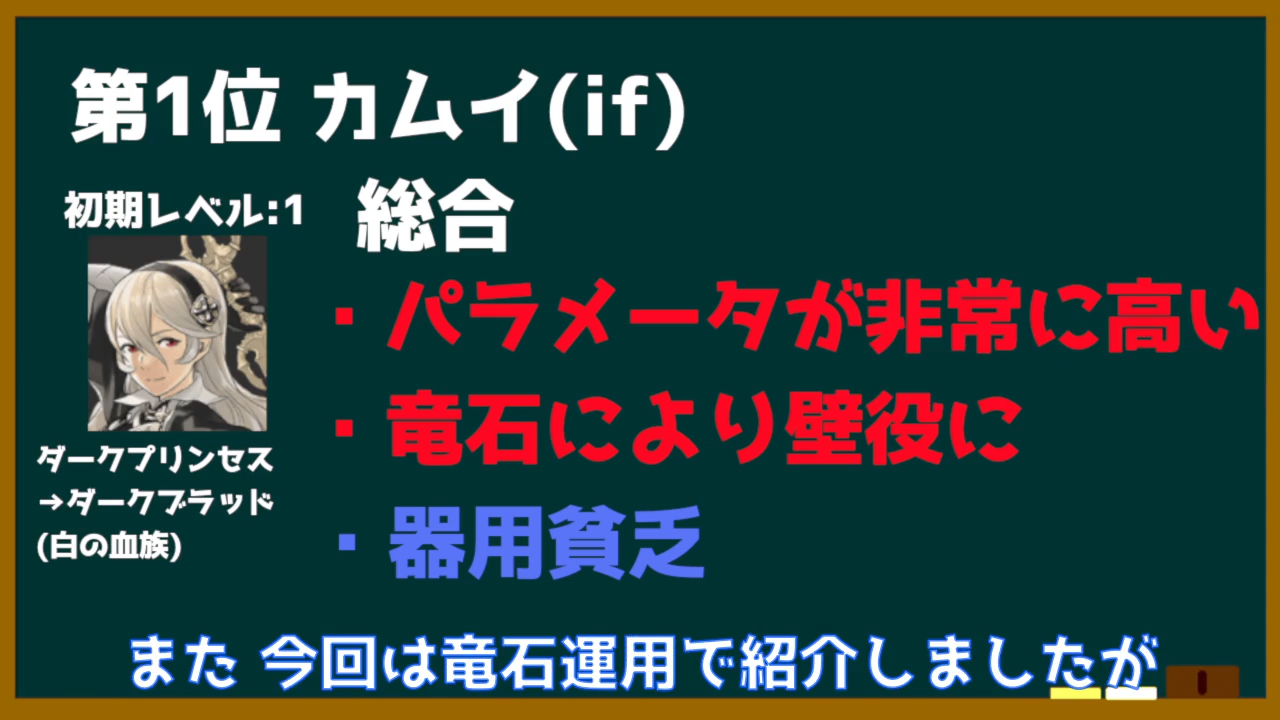 第1位 カムイ(if)
初期レベル:1
総合
・パラメータが非常に高い
・竜石により壁役に
・器用貧乏
ダークプリンセス
→ダークブラッド
(白の血族)
また 今回は竜石運用で紹介しましたが